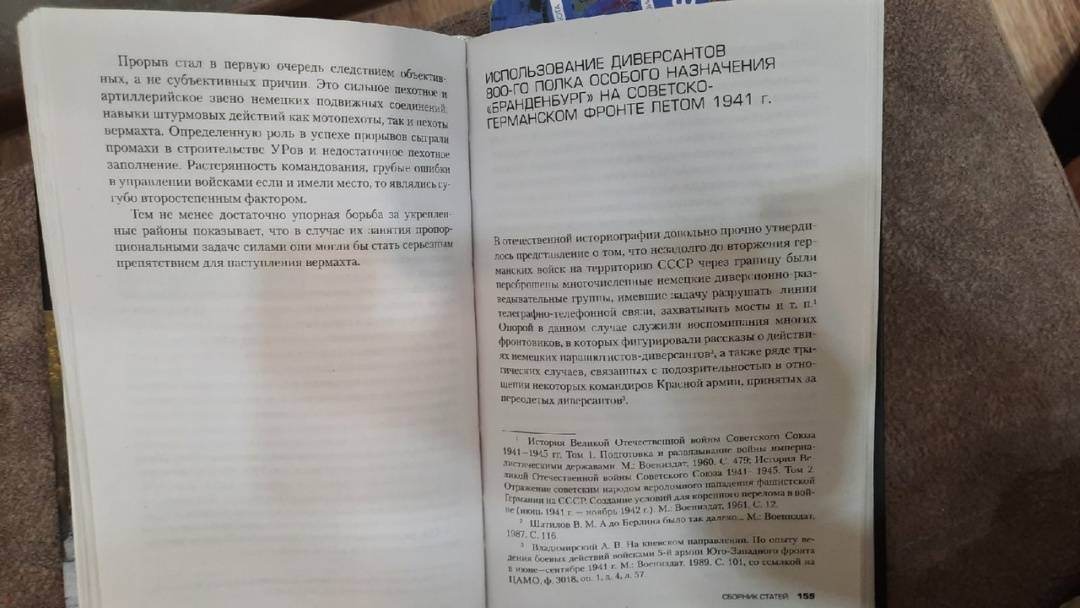 Прорыв стал в первую очередь следствием объектив-
ных, а не субъективных причин. Это сильное пехотное и
артиллерийское звено немецких подвижных соединений,
навыки штурмовых действий как мотопехоты, так и пехоты
вермахта. Определенную роль в успехе прорывов сыграли
промахи в строительстве УРов и недостаточное пехотное
заполнение. Растерянность командования, грубые ошибки
в управлении войсками если и имели место, то являлись су-
губо второстепенным фактором.
Тем не менее достаточно упорная борьба за укреплен-
ные районы показывает, что в случае их занятия пропор-
циональными задаче силами они могли бы стать серьезным
препятствием для наступления вермахта.
ИСПОЛЬЗОВАНИЕ ДИВЕРСАНТОВ
800-ГО ПОЛКА ОСОБОГО НАЗНАЧЕНИЯ
«БРАНДЕНБУРГ» НА СОВЕТСКО-
ГЕРМАНСКОМ ФРОНТЕ ЛЕТОМ 1941 г.
В отечественной историографии довольно прочно утверди-
лось представление о том, что незадолго до вторжения гер-
манских войск на территорию СССР через границу были
переброшены многочисленные немецкие диверсионно-раз-
ведывательные группы, имевшие задачу разрушать линии
телеграфно-телефонной связи, захватывать мосты и т. п.¹
Опорой в данном случае служили воспоминания многих
фронтовиков, в которых фигурировали рассказы о действи-
ях немецких парашютистов-диверсантов², а также ряде тра-
гических случаев, связанных с подозрительностью в отно-
шении некоторых командиров Красной армии, принятых за
переодетых диверсантов³.
¹ История Великой Отечественной войны Советского Союза
1941–1945 гг. Том 1. Подготовка и развязывание войны империа-
листическими державами. М.: Воениздат, 1960. С. 479; История Ве-
ликой Отечественной войны Советского Союза 1941–1945. Том 2.
Отражение советским народом вероломного нападения фашистской
Германии на СССР. Создание условий для коренного перелома в вой-
не (июнь 1941 г. — ноябрь 1942 г.). М.: Воениздат, 1961. С. 12.
² Шатилов В. М. А до Берлина было так далеко... М.: Воениздат,
1987. С. 116.
³ Владимирский А. В. На киевском направлении. По опыту ве-
дения боевых действий войсками 5-й армии Юго-Западного фронта
в июне–сентябре 1941 г. М.: Воениздат, 1989. С. 101, со ссылкой на
ЦАМО, ф. 3018, оп. 1, д. 4, л. 57
СБОРНИК СТАТЕЙ 155